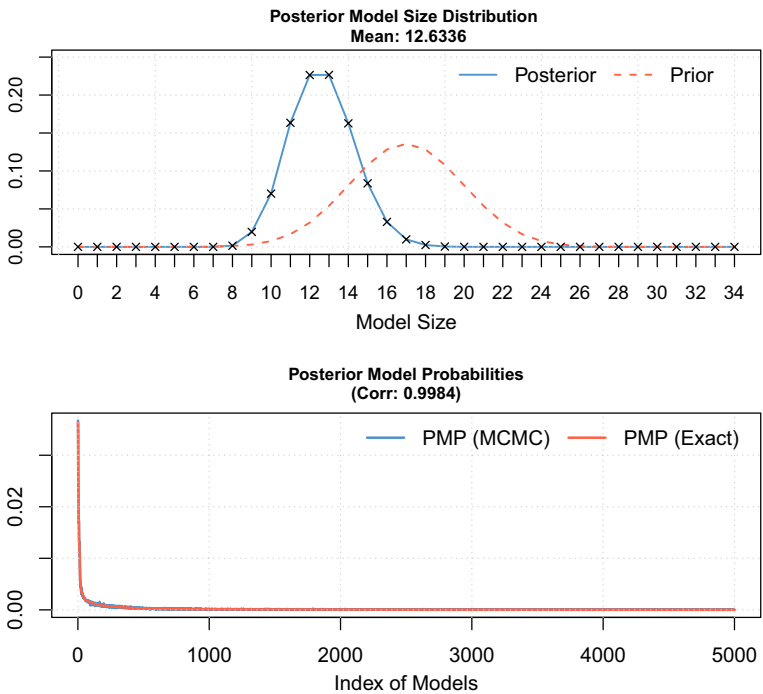 Posterior Model Size Distribution
Mean: 12.6336
Posterior Prior
0.00 0.10 0.20
0 2 4 6 8 10 12 14 16 18 20 22 24 26 28 30 32 34
Model Size
Posterior Model Probabilities
(Corr: 0.9984)
PMP (MCMC) PMP (Exact)
0.00 0.02
0 1000 2000 3000 4000 5000
Index of Models